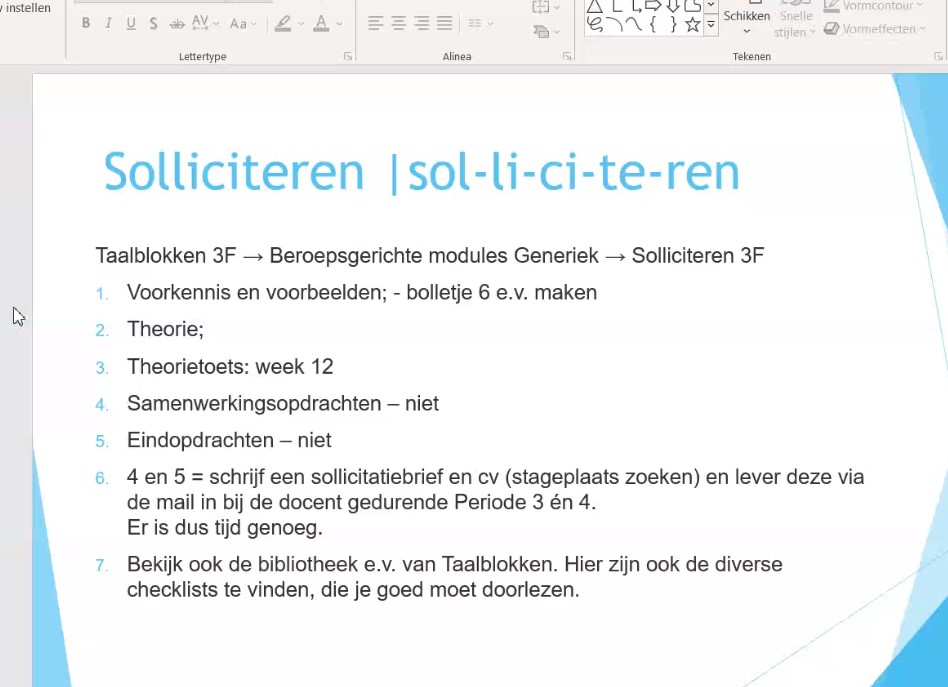 instellen
B I U S ab AV Aa A
Schikken
Snelle
stijlen
Vormcontour
Vormeffecten
Lettertype
Alinea
Tekenen
Solliciteren |sol-li-ci-te-ren
Taalblokken 3F → Beroepsgerichte modules Generiek → Solliciteren 3F
1. Voorkennis en voorbeelden; - bolletje 6 e.v. maken
2. Theorie;
3. Theorietoets: week 12
4. Samenwerkingsopdrachten – niet
5. Eindopdrachten – niet
6. 4 en 5 = schrijf een sollicitatiebrief en cv (stageplaats zoeken) en lever deze via
de mail in bij de docent gedurende Periode 3 én 4.
Er is dus tijd genoeg.
7. Bekijk ook de bibliotheek e.v. van Taalblokken. Hier zijn ook de diverse
checklists te vinden, die je goed moet doorlezen.